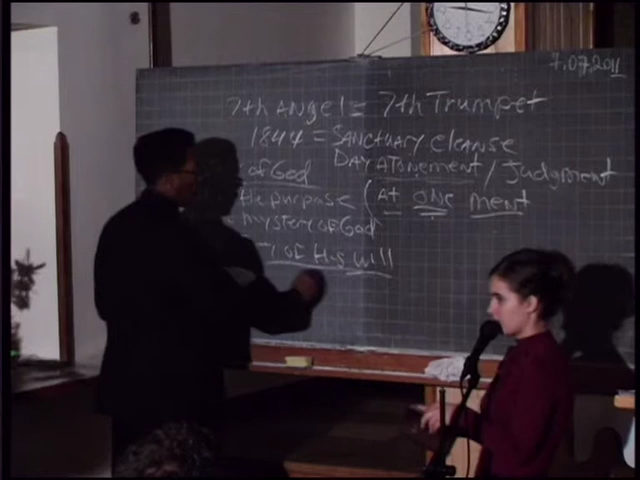 7.07.2011
7th Angel = 7th Trumpet
1844 = Sanctuary cleanse
Day Atonement / Judgment
of God
the purpose (At one ment
mystery of God
of His will